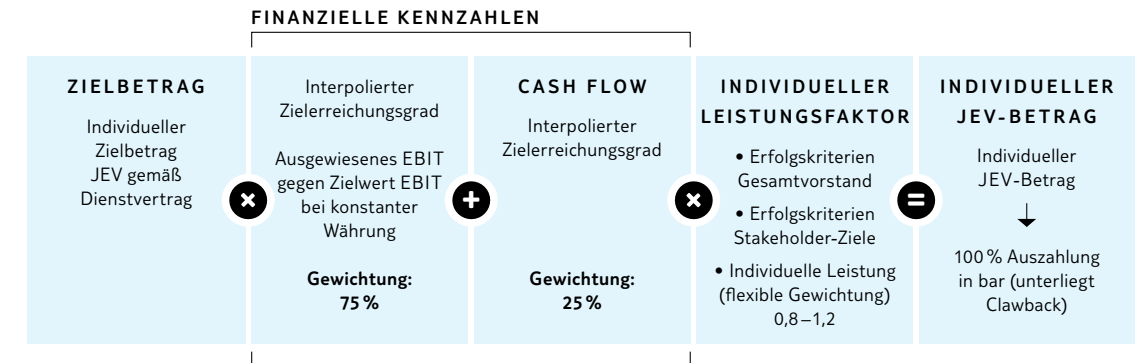 FINANZIELLE KENNZAHLEN
ZIELBETRAG
Individueller
Zielbetrag
JEV gemäß
Dienstvertrag
×
Interpolierter
Zielerreichungsgrad
Ausgewiesenes EBIT
gegen Zielwert EBIT
bei konstanter
Währung
Gewichtung:
75 %
+
CASH FLOW
Interpolierter
Zielerreichungsgrad
Gewichtung:
25 %
×
INDIVIDUELLER
LEISTUNGSFAKTOR
• Erfolgskriterien
Gesamtvorstand
• Erfolgskriterien
Stakeholder-Ziele
• Individuelle Leistung
(flexible Gewichtung)
0,8–1,2
=
INDIVIDUELLER
JEV-BETRAG
Individueller
JEV-Betrag
100 % Auszahlung
in bar (unterliegt
Clawback)